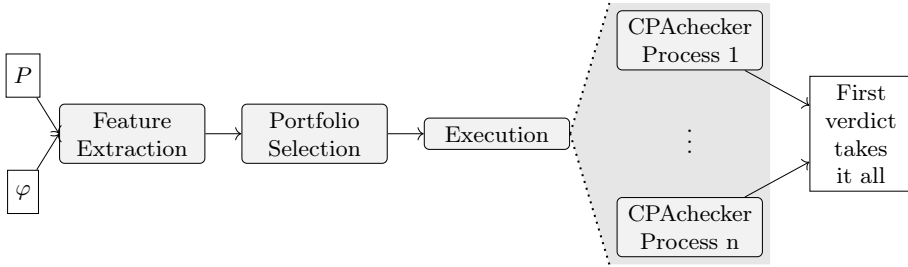 P
φ
Feature
Extraction
Portfolio
Selection
Execution
CPAchecker
Process 1
⋮
CPAchecker
Process n
First
verdict
takes
it all